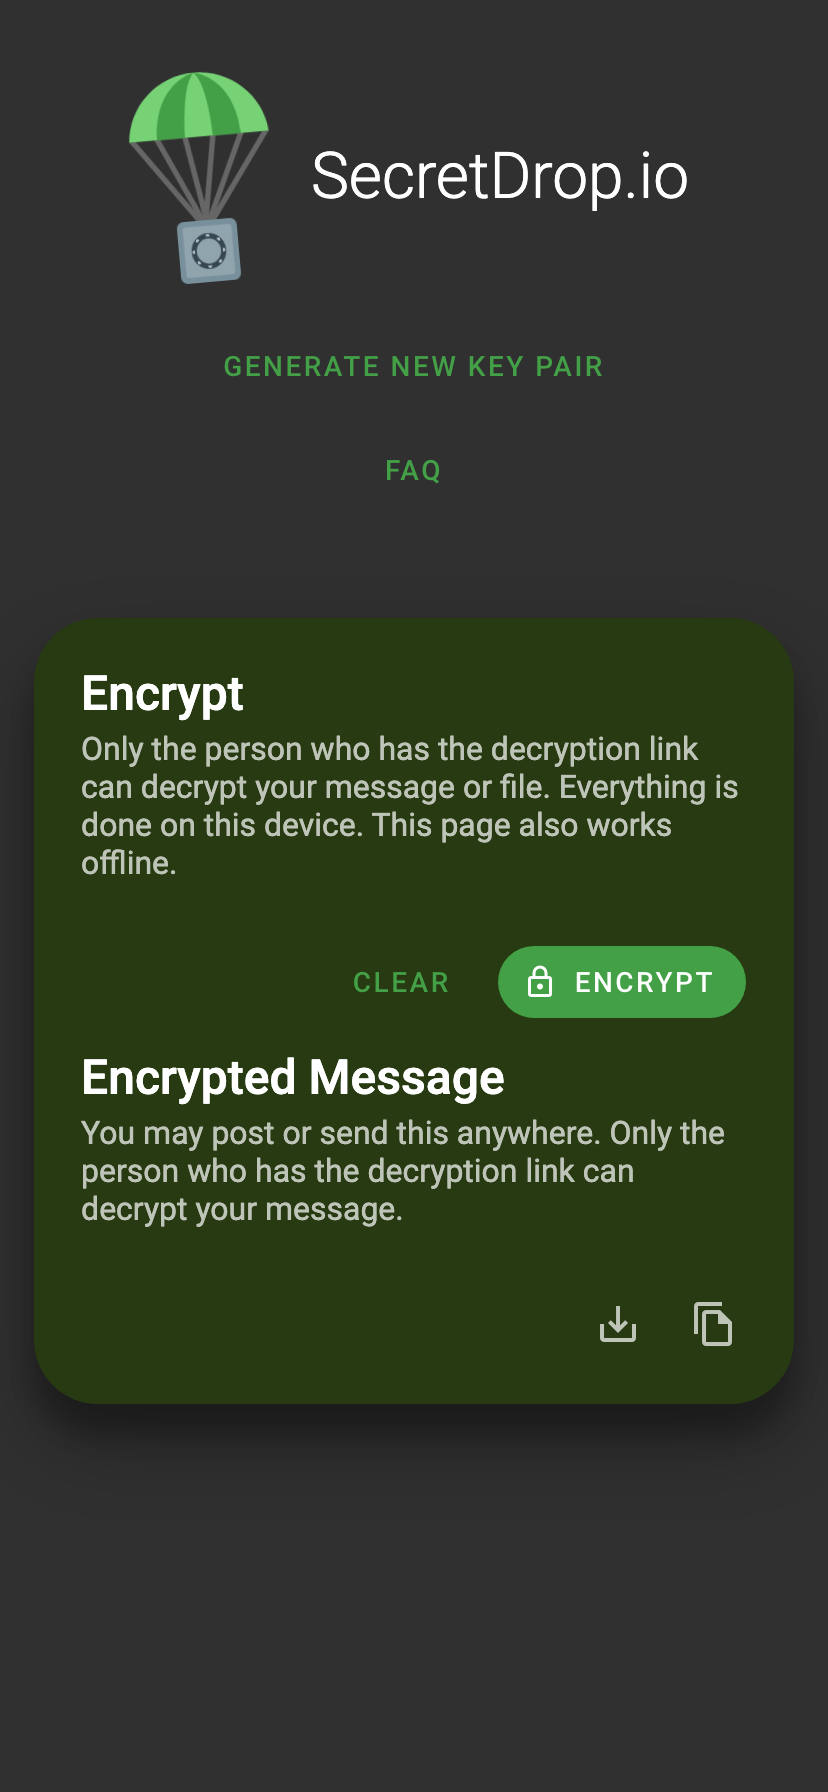 SecretDrop.io
GENERATE NEW KEY PAIR
FAQ
Encrypt
Only the person who has the decryption link
can decrypt your message or file. Everything is
done on this device. This page also works
offline.
CLEAR
ENCRYPT
Encrypted Message
You may post or send this anywhere. Only the
person who has the decryption link can
decrypt your message.